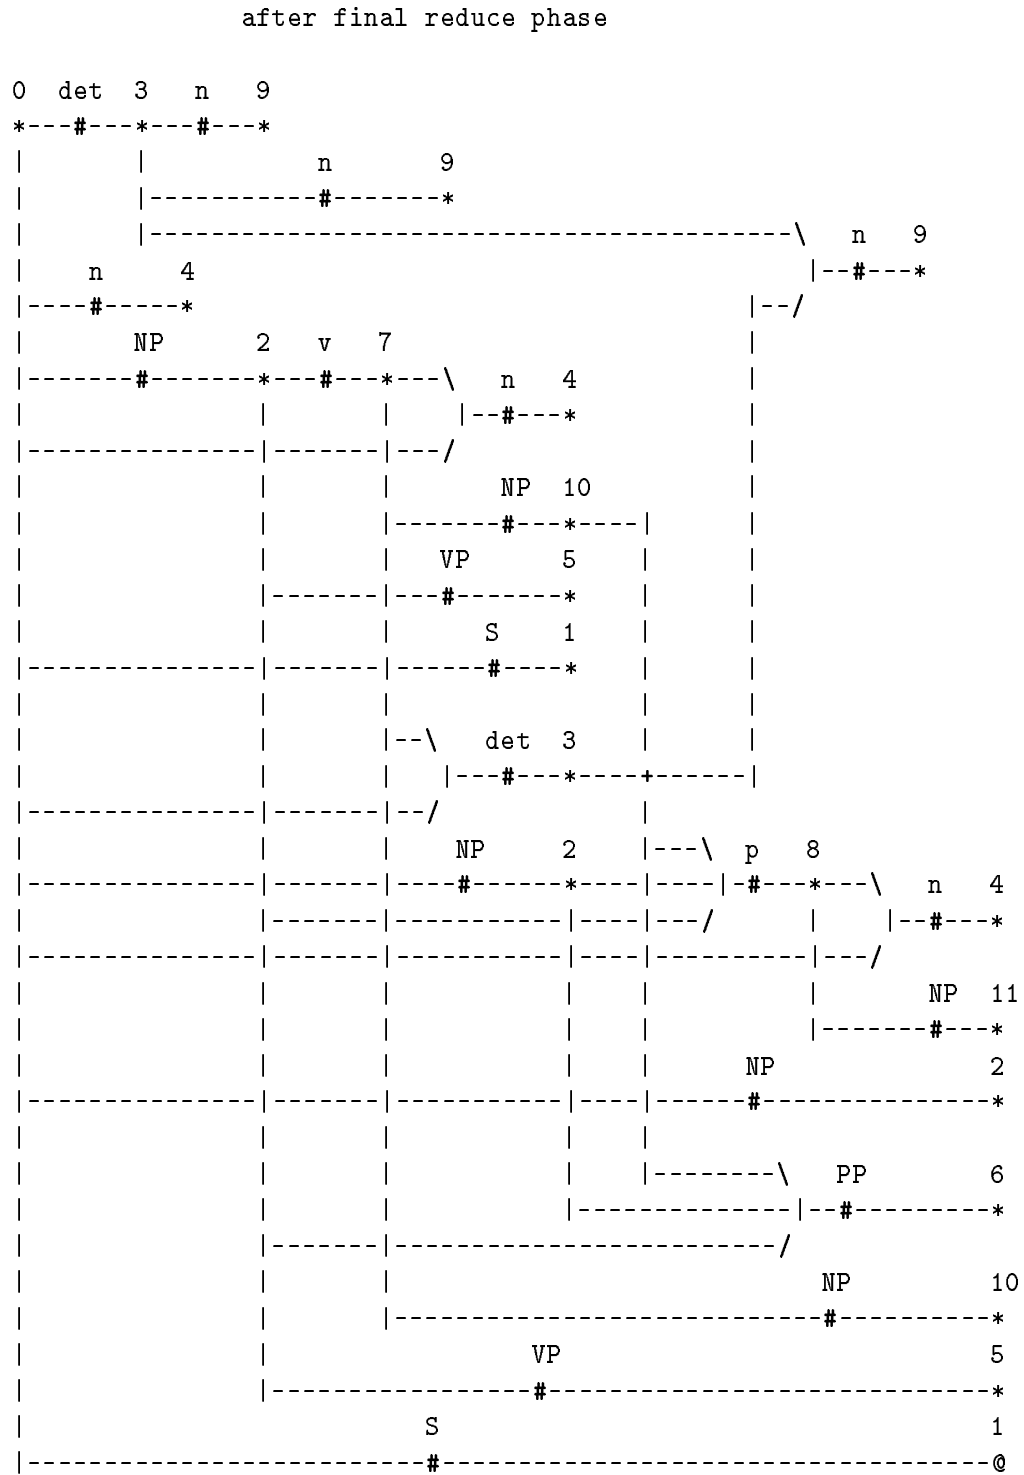 after final reduce phase
0 det 3 n 9
*---#---*---#---*
| | n 9
| |-----------#-------*
| |------------------------------------------\ n 9
| n 4 |--#---*
|----#-----* |--/
| NP 2 v 7 |
|-------#-------*---#---*---\ n 4 |
| | | |--#---* |
|---------------|-------|---/ |
| | | NP 10 |
| | |-------#---*----| |
| | | VP 5 | |
| |-------|---#-------* | |
| | | S 1 | |
|---------------|-------|------#----* | |
| | | | |
| | |--\ det 3 | |
| | | |---#---*----+------|
|---------------|-------|--/ |
| | | NP 2 |---\ p 8
|---------------|-------|----#------*----|----|-#---*---\ n 4
| |-------|-----------|----|---/ | |--#---*
|---------------|-------|-----------|----|----------|---/
| | | | | | NP 11
| | | | | |-------#---*
| | | | | NP 2
|---------------|-------|-----------|----|------#---------------*
| | | | |
| | | | |--------\ PP 6
| | | |--------------|--#---------*
| |-------|-------------------------/
| | | NP 10
| | |----------------------------#----------*
| | VP 5
| |-----------------#-----------------------------*
| S 1
|--------------------------#------------------------------------@